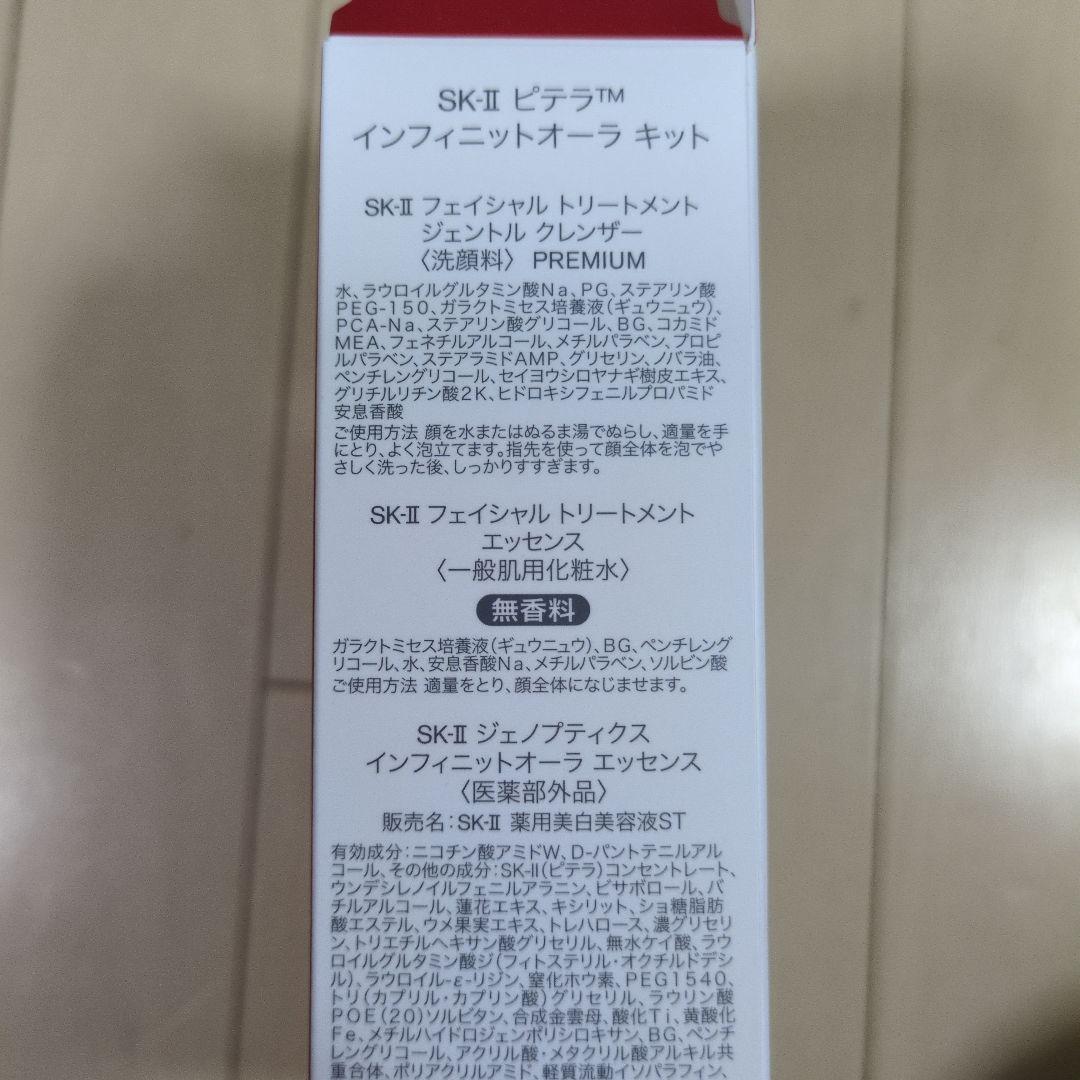 SK-II ピテラ™
インフィニットオーラ キット
SK-II フェイシャル トリートメント
ジェントル クレンザー
〈洗顔料〉 PREMIUM
水、ラウロイルグルタミン酸Na、PG、ステアリン酸
PEG-150、ガラクトミセス培養液(ギュウニュウ)、
PCA-Na、ステアリン酸グリコール、BG、コカミド
MEA、フェネチルアルコール、メチルパラベン、プロピ
ルパラベン、ステアラミドAMP、グリセリン、ノバラ油、
ペンチレングリコール、セイヨウシロヤナギ樹皮エキス、
グリチルリチン酸2K、ヒドロキシフェニルプロパミド
安息香酸
ご使用方法 顔を水またはぬるま湯でぬらし、適量を手
にとり、よく泡立てます。指先を使って顔全体を泡でや
さしく洗った後、しっかりすすぎます。
SK-II フェイシャル トリートメント
エッセンス
〈一般肌用化粧水〉
無香料
ガラクトミセス培養液(ギュウニュウ)、BG、ペンチレング
リコール、水、安息香酸Na、メチルパラベン、ソルビン酸
ご使用方法 適量をとり、顔全体になじませます。
SK-II ジェノプティクス
インフィニットオーラ エッセンス
〈医薬部外品〉
販売名:SK-II 薬用美白美容液ST
有効成分:ニコチン酸アミドW、D-パントテニルアル
コール、その他の成分:SK-II(ピテラ)コンセントレート、
ウンデシレノイルフェニルアラニン、ビサボロール、バ
チルアルコール、蓮花エキス、キシリット、ショ糖脂肪
酸エステル、ウメ果実エキス、トレハロース、濃グリセリ
ン、トリエチルヘキサン酸グリセリル、無水ケイ酸、ラウ
ロイルグルタミン酸ジ(フィトステリル・オクチルドデシ
ル)、ラウロイル-ε-リジン、窒化ホウ素、PEG1540、
トリ(カプリル・カプリン酸)グリセリル、ラウリン酸
POE(20)ソルビタン、合成金雲母、酸化Ti、黄酸化
Fe、メチルハイドロジェンポリシロキサン、BG、ペンチ
レングリコール、アクリル酸・メタクリル酸アルキル共
重合体、ポリアクリルアミド、軽質流動イソパラフィン、